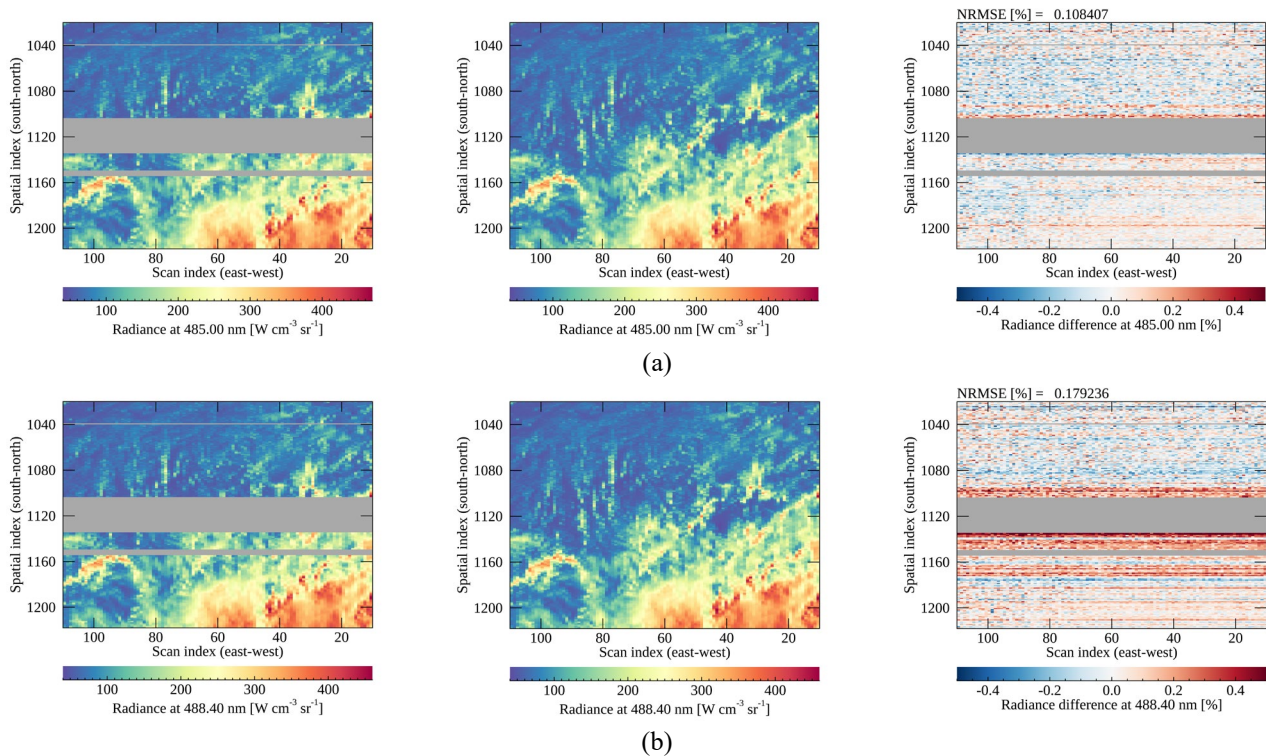 NRMSE [%] = 0.108407
Spatial index (south-north)
1040
1080
1120
1160
1200
100 80 60 40 20
Scan index (east-west)
100 200 300 400
Radiance at 485.00 nm [W cm⁻³ sr⁻¹]
Spatial index (south-north)
1040
1080
1120
1160
1200
100 80 60 40 20
Scan index (east-west)
100 200 300 400
Radiance at 485.00 nm [W cm⁻³ sr⁻¹]
Spatial index (south-north)
1040
1080
1120
1160
1200
100 80 60 40 20
Scan index (east-west)
-0.4 -0.2 0.0 0.2 0.4
Radiance difference at 485.00 nm [%]
(a)
NRMSE [%] = 0.179236
Spatial index (south-north)
1040
1080
1120
1160
1200
100 80 60 40 20
Scan index (east-west)
100 200 300 400
Radiance at 488.40 nm [W cm⁻³ sr⁻¹]
Spatial index (south-north)
1040
1080
1120
1160
1200
100 80 60 40 20
Scan index (east-west)
100 200 300 400
Radiance at 488.40 nm [W cm⁻³ sr⁻¹]
Spatial index (south-north)
1040
1080
1120
1160
1200
100 80 60 40 20
Scan index (east-west)
-0.4 -0.2 0.0 0.2 0.4
Radiance difference at 488.40 nm [%]
(b)